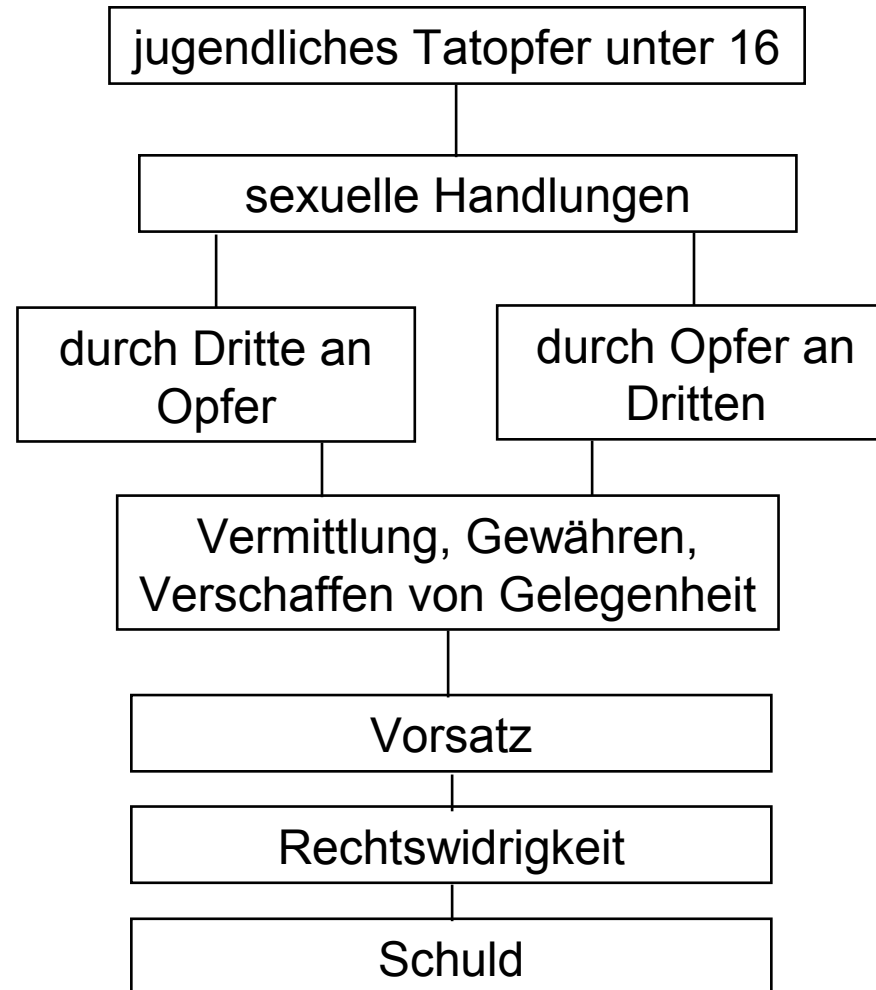 jugendliches Tatopfer unter 16
sexuelle Handlungen
durch Dritte an
Opfer
durch Opfer an
Dritten
Vermittlung, Gewähren,
Verschaffen von Gelegenheit
Vorsatz
Rechtswidrigkeit
Schuld